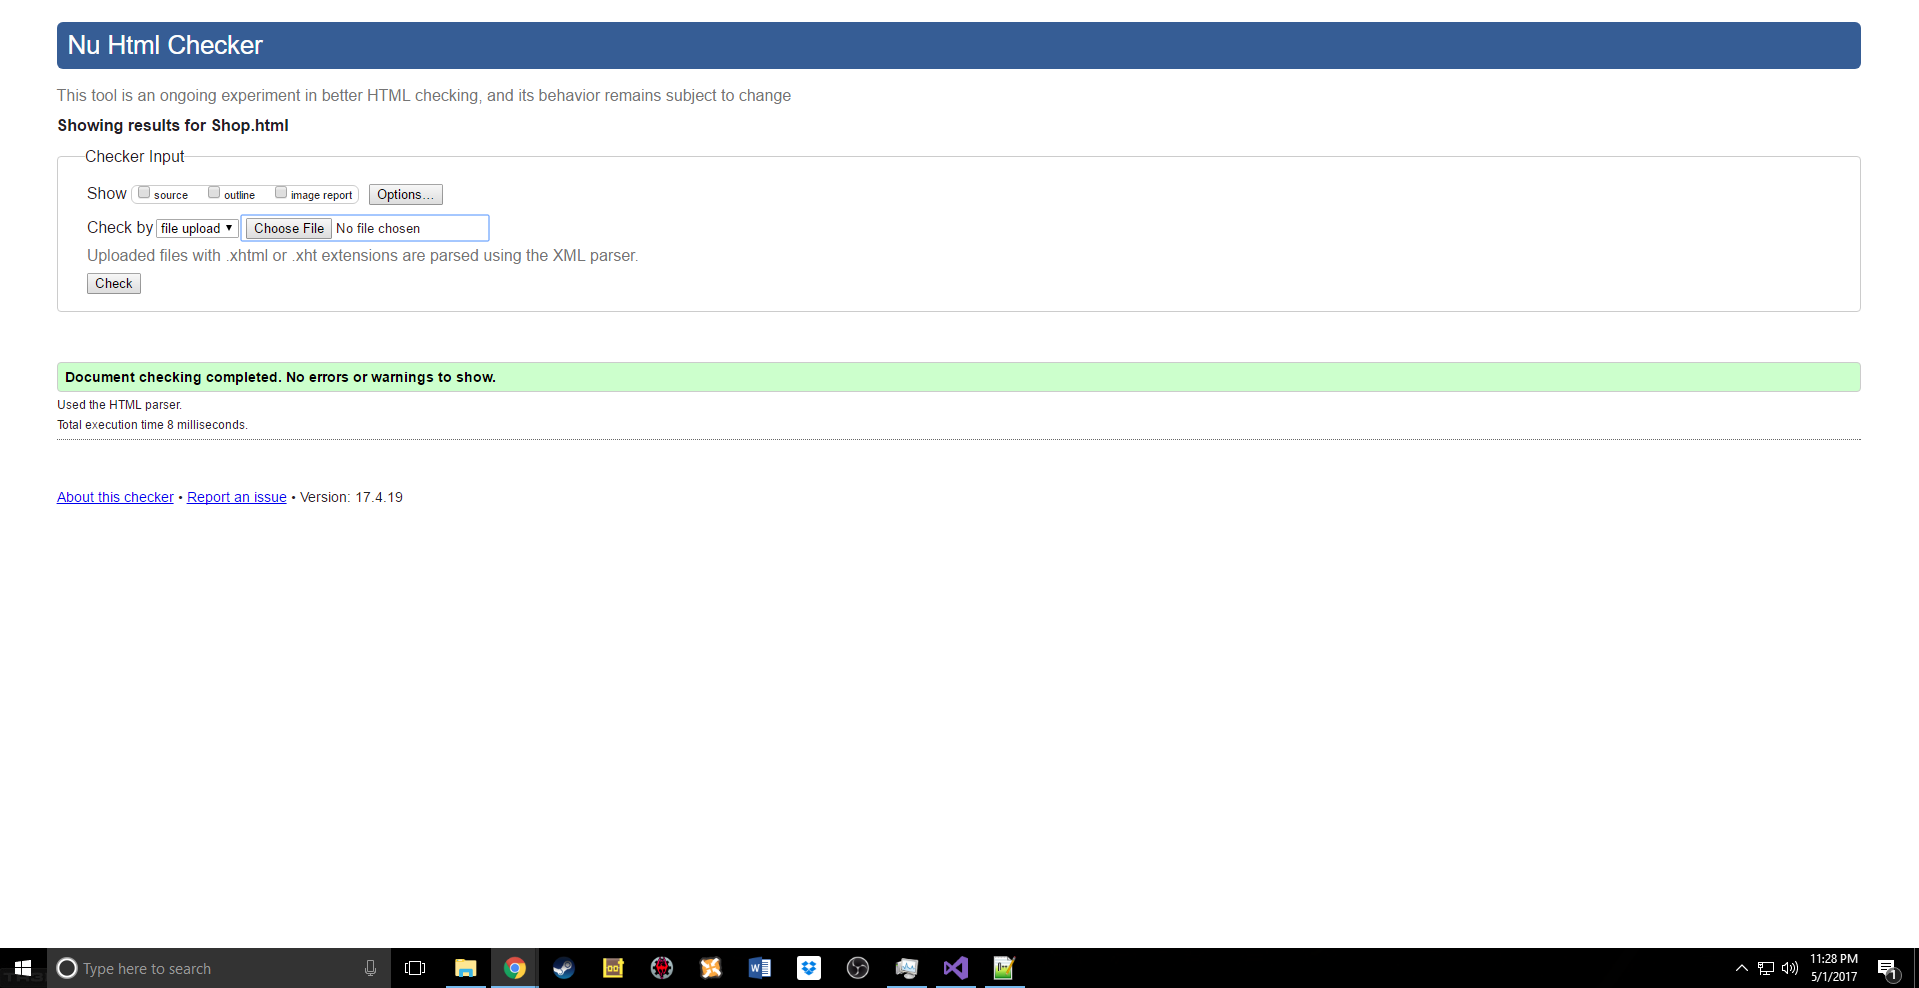 Nu Html Checker
This tool is an ongoing experiment in better HTML checking, and its behavior remains subject to change
Showing results for Shop.html
Checker Input
Show source outline image report Options...
Check by file upload Choose File No file chosen
Uploaded files with .xhtml or .xht extensions are parsed using the XML parser.
Check
Document checking completed. No errors or warnings to show.
Used the HTML parser.
Total execution time 8 milliseconds.
About this checker • Report an issue • Version: 17.4.19
Type here to search
11:28 PM
5/1/2017
1